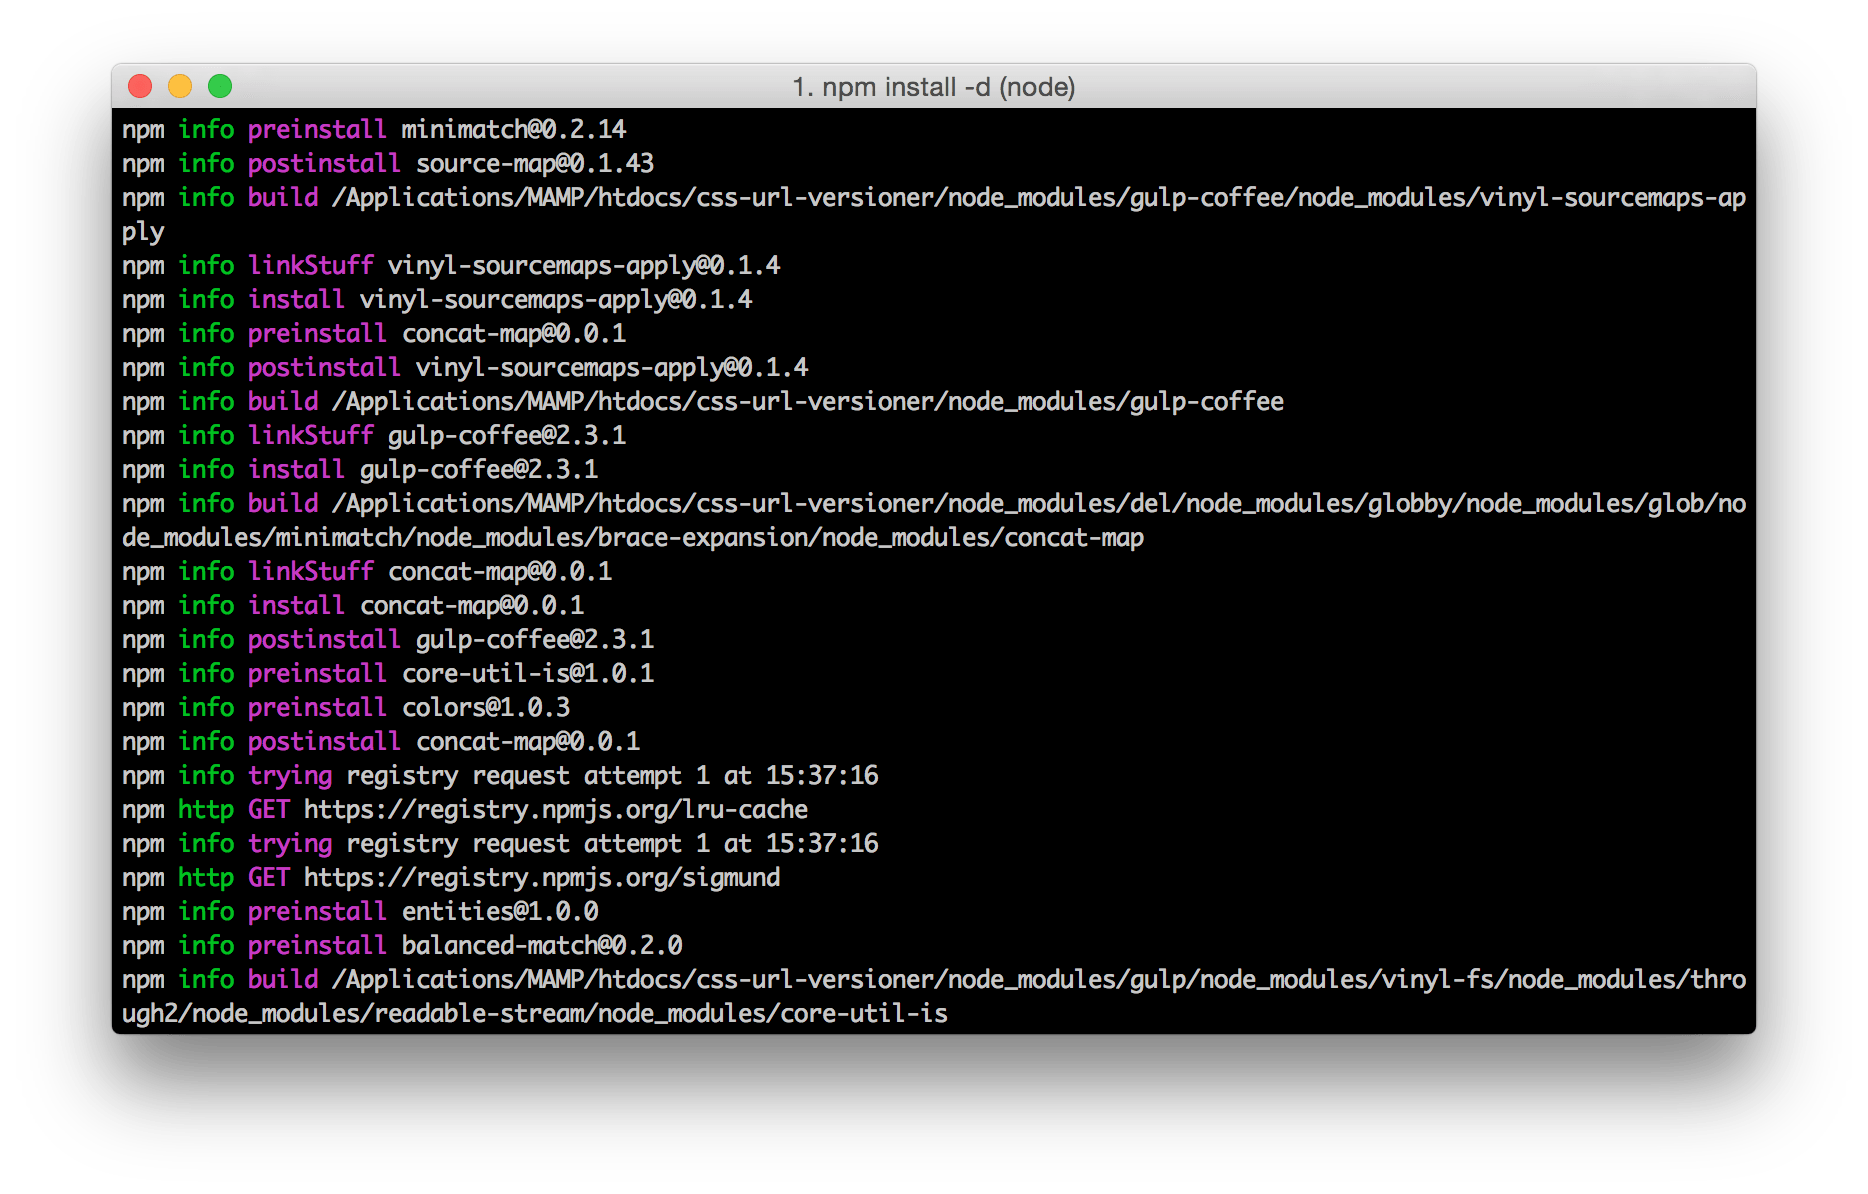 1. npm install -d (node)
npm info preinstall minimatch@0.2.14
npm info postinstall source-map@0.1.43
npm info build /Applications/MAMP/htdocs/css-url-versioner/node_modules/gulp-coffee/node_modules/vinyl-sourcemaps-ap
ply
npm info linkStuff vinyl-sourcemaps-apply@0.1.4
npm info install vinyl-sourcemaps-apply@0.1.4
npm info preinstall concat-map@0.0.1
npm info postinstall vinyl-sourcemaps-apply@0.1.4
npm info build /Applications/MAMP/htdocs/css-url-versioner/node_modules/gulp-coffee
npm info linkStuff gulp-coffee@2.3.1
npm info install gulp-coffee@2.3.1
npm info build /Applications/MAMP/htdocs/css-url-versioner/node_modules/del/node_modules/globby/node_modules/glob/no
de_modules/minimatch/node_modules/brace-expansion/node_modules/concat-map
npm info linkStuff concat-map@0.0.1
npm info install concat-map@0.0.1
npm info postinstall gulp-coffee@2.3.1
npm info preinstall core-util-is@1.0.1
npm info preinstall colors@1.0.3
npm info postinstall concat-map@0.0.1
npm info trying registry request attempt 1 at 15:37:16
npm http GET https://registry.npmjs.org/lru-cache
npm info trying registry request attempt 1 at 15:37:16
npm http GET https://registry.npmjs.org/sigmund
npm info preinstall entities@1.0.0
npm info preinstall balanced-match@0.2.0
npm info build /Applications/MAMP/htdocs/css-url-versioner/node_modules/gulp/node_modules/vinyl-fs/node_modules/thro
ugh2/node_modules/readable-stream/node_modules/core-util-is